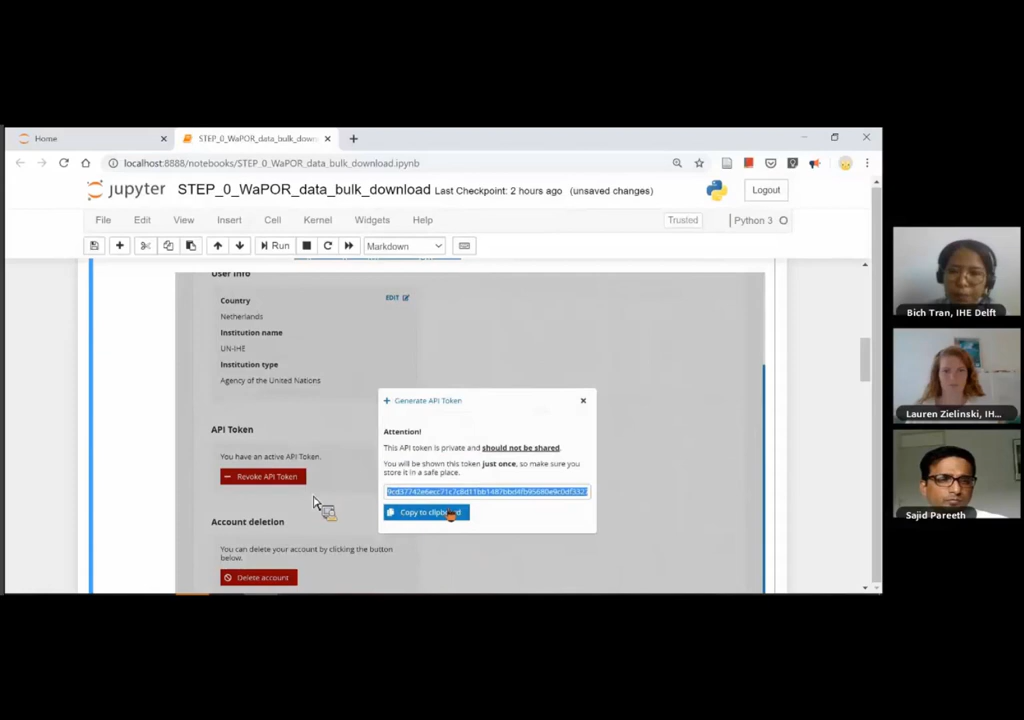 Home
STEP_0_WaPOR_data_bulk_down
localhost:8888/notebooks/STEP_0_WaPOR_data_bulk_download.ipynb
jupyter STEP_0_WaPOR_data_bulk_download Last Checkpoint: 2 hours ago (unsaved changes)
Logout
File Edit View Insert Cell Kernel Widgets Help
Trusted
Python 3
Run
Markdown
User Info
Country
EDIT
Netherlands
Institution name
UN-IHE
Institution type
Agency of the United Nations
API Token
You have an active API Token.
Revoke API Token
Account deletion
You can delete your account by clicking the button
below.
Delete account
Generate API Token
Attention!
This API token is private and should not be shared.
You will be shown this token just once, so make sure you
store it in a safe place.
Copy to
Bich Tran, IHE Delft
Lauren Zielinski, IH...
Sajid Pareeth